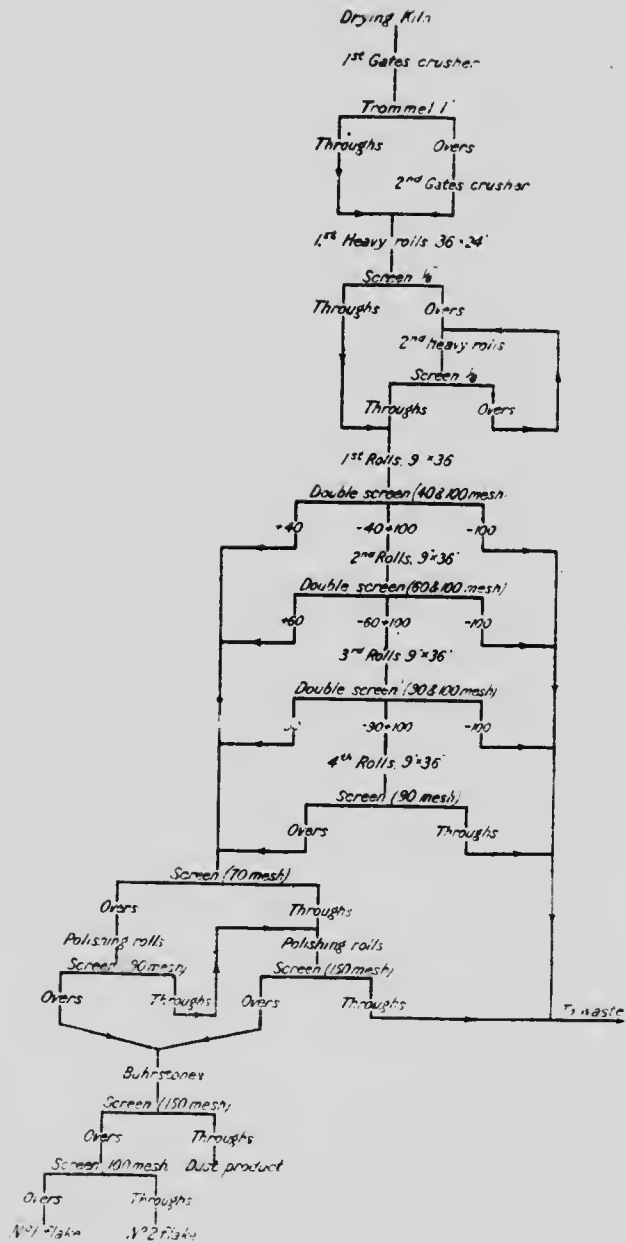 Drying Kiln
1st Gates crusher
Trommel 1"
Throughs Overs
2nd Gates crusher
1.st Heavy rolls 36"×24"
Screen 1/8"
Throughs Overs
2nd Heavy rolls
Screen 1/8
Throughs Overs
1st Rolls, 9"×36
Double screen (40 & 100 mesh
+40 -40+100 -100
2nd Rolls, 9"×36"
Double screen (60 & 100 mesh)
+60 -60+100 -100
3rd Rolls 9"×36"
Double screen (90 & 100 mesh)
-90+100 -100
4th Rolls, 9"×36"
Screen (90 mesh)
Overs Throughs
Screen (70 mesh)
Overs Throughs
Polishing rolls Polishing rolls
Screen 90 mesh) Screen (150 mesh)
Overs Throughs Overs Throughs
To waste
Buhrstones
Screen (150 mesh)
Overs Throughs
Screen 100 mesh Dust product
Overs Throughs
No1 flake No2 flake